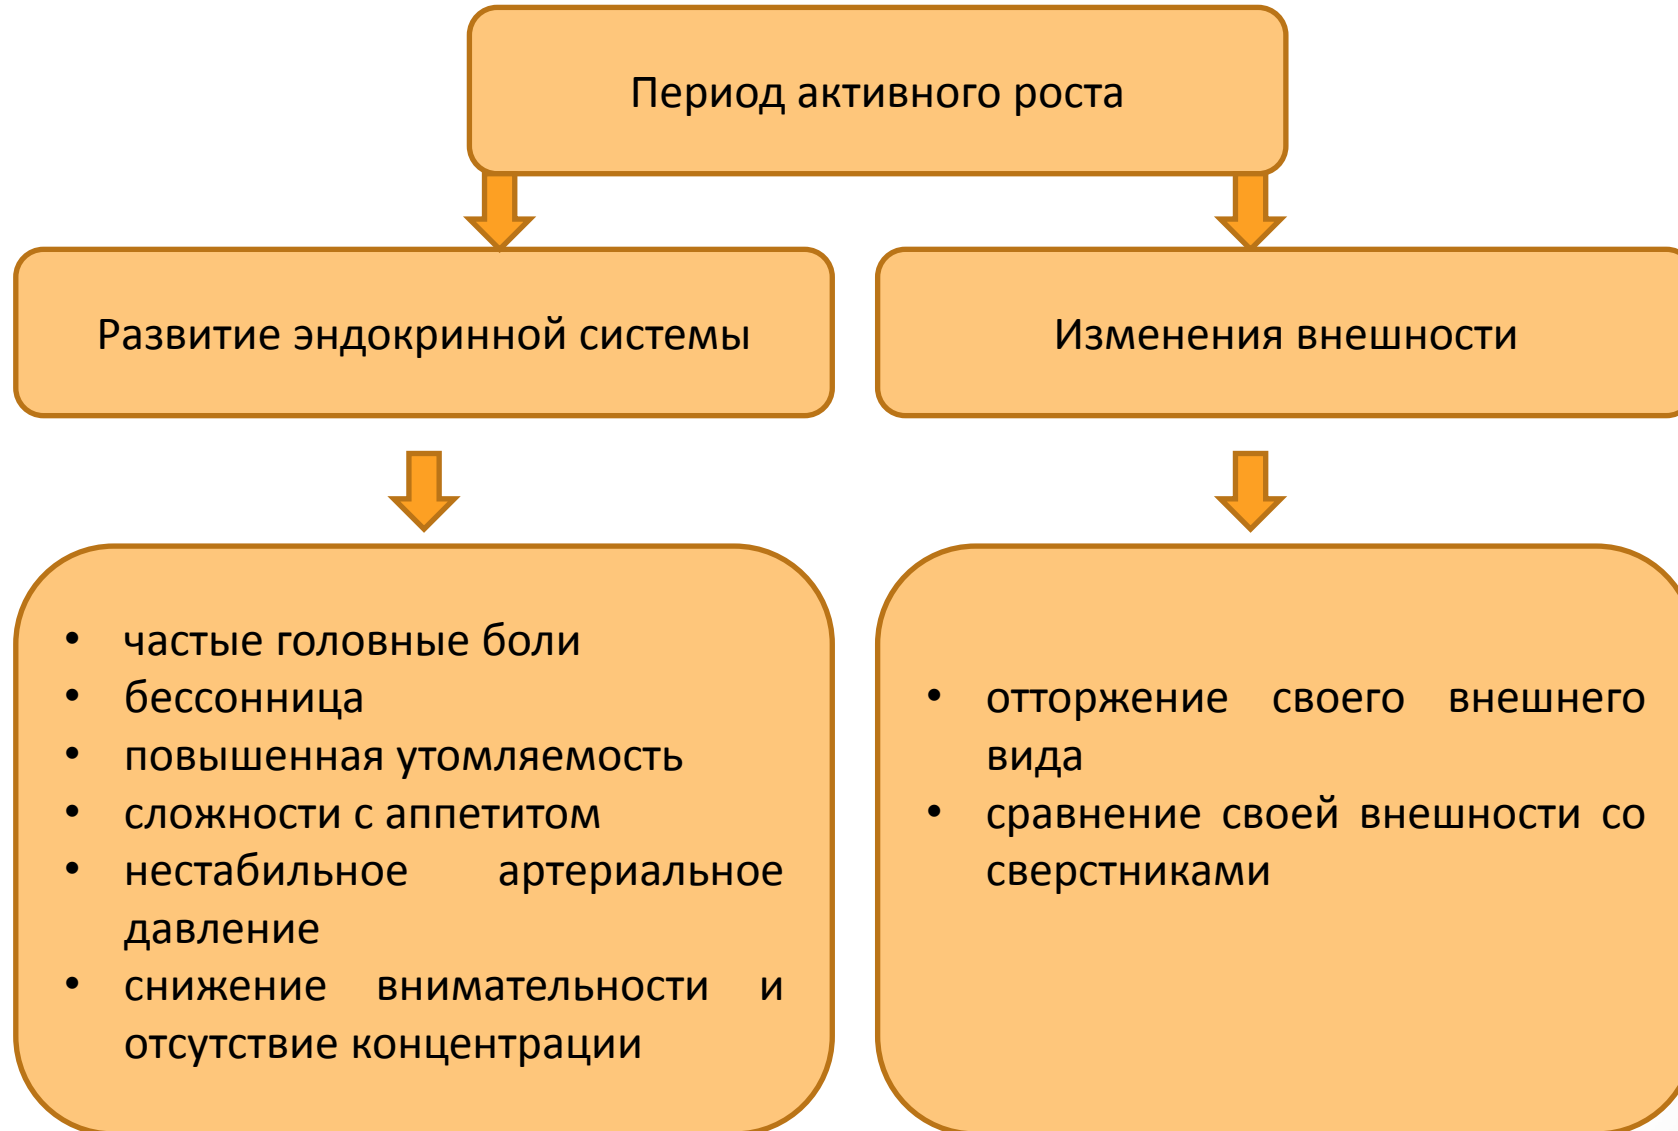 Период активного роста
Развитие эндокринной системы
Изменения внешности
• частые головные боли
• бессонница
• повышенная утомляемость
• сложности с аппетитом
• нестабильное артериальное
давление
• снижение внимательности и
отсутствие концентрации
• отторжение своего внешнего
вида
• сравнение своей внешности со
сверстниками